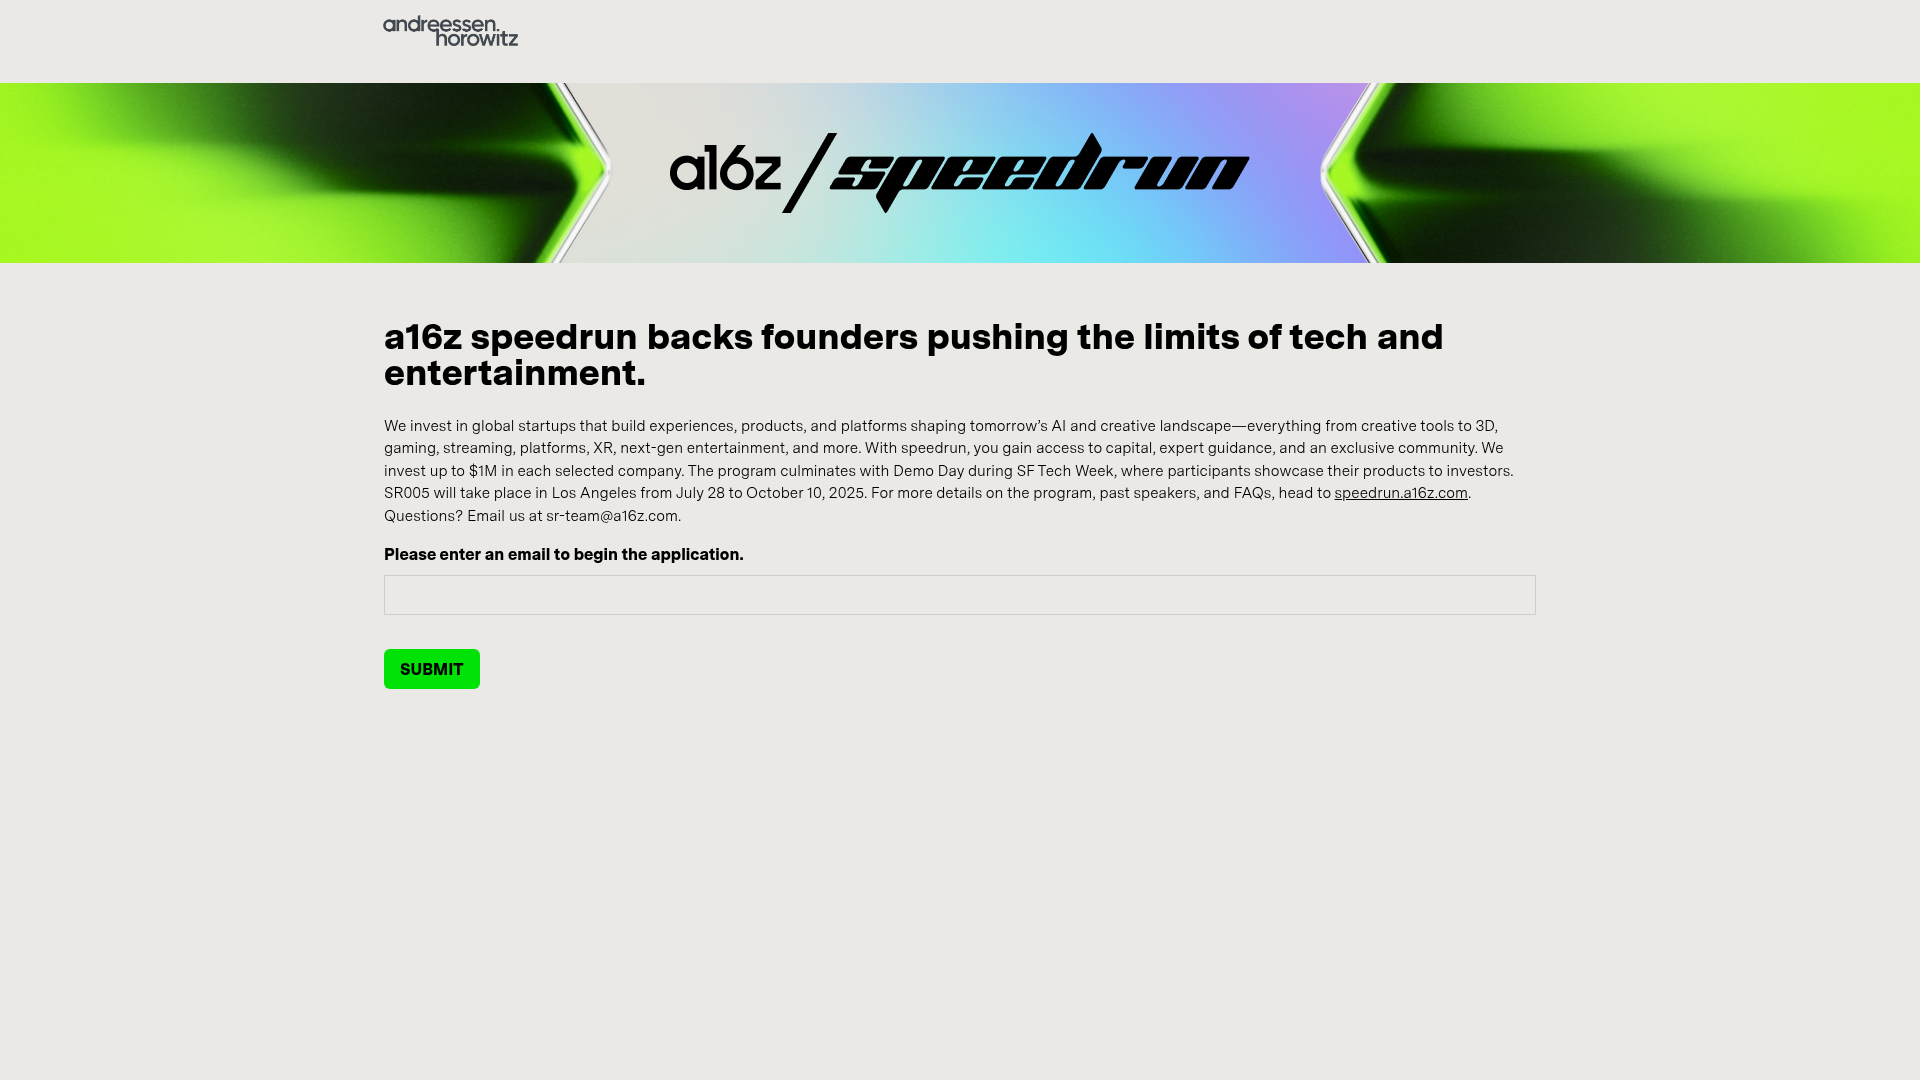 andreessen.
horowitz
a16z/speedrun
a16z speedrun backs founders pushing the limits of tech and
entertainment.
We invest in global startups that build experiences, products, and platforms shaping tomorrow’s AI and creative landscape—everything from creative tools to 3D,
gaming, streaming, platforms, XR, next-gen entertainment, and more. With speedrun, you gain access to capital, expert guidance, and an exclusive community. We
invest up to $1M in each selected company. The program culminates with Demo Day during SF Tech Week, where participants showcase their products to investors.
SR005 will take place in Los Angeles from July 28 to October 10, 2025. For more details on the program, past speakers, and FAQs, head to speedrun.a16z.com.
Questions? Email us at sr-team@a16z.com.
Please enter an email to begin the application.
SUBMIT